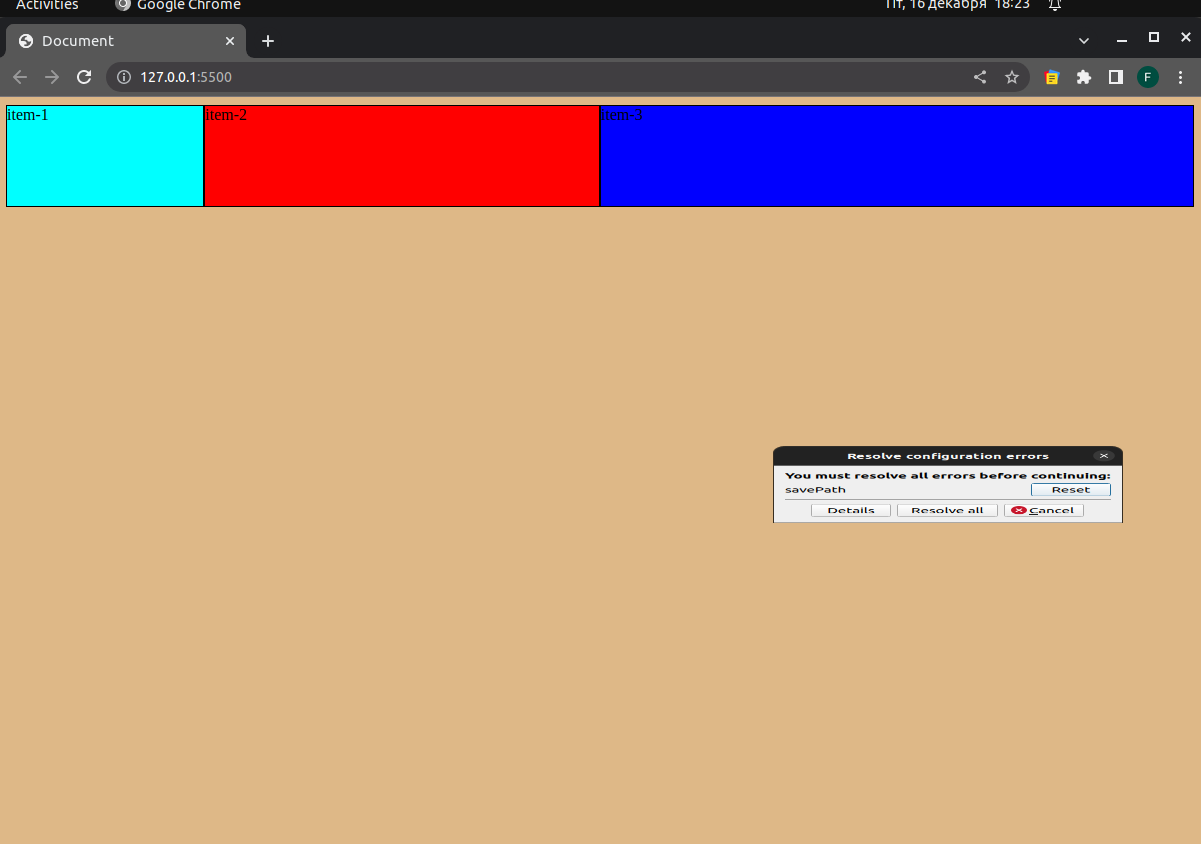 Activities Google Chrome Пт, 16 декабря 18:23
Document
127.0.0.1:5500 F
item-1 item-2 item-3
Resolve configuration errors
You must resolve all errors before continuing:
savePath Reset
Details Resolve all Cancel